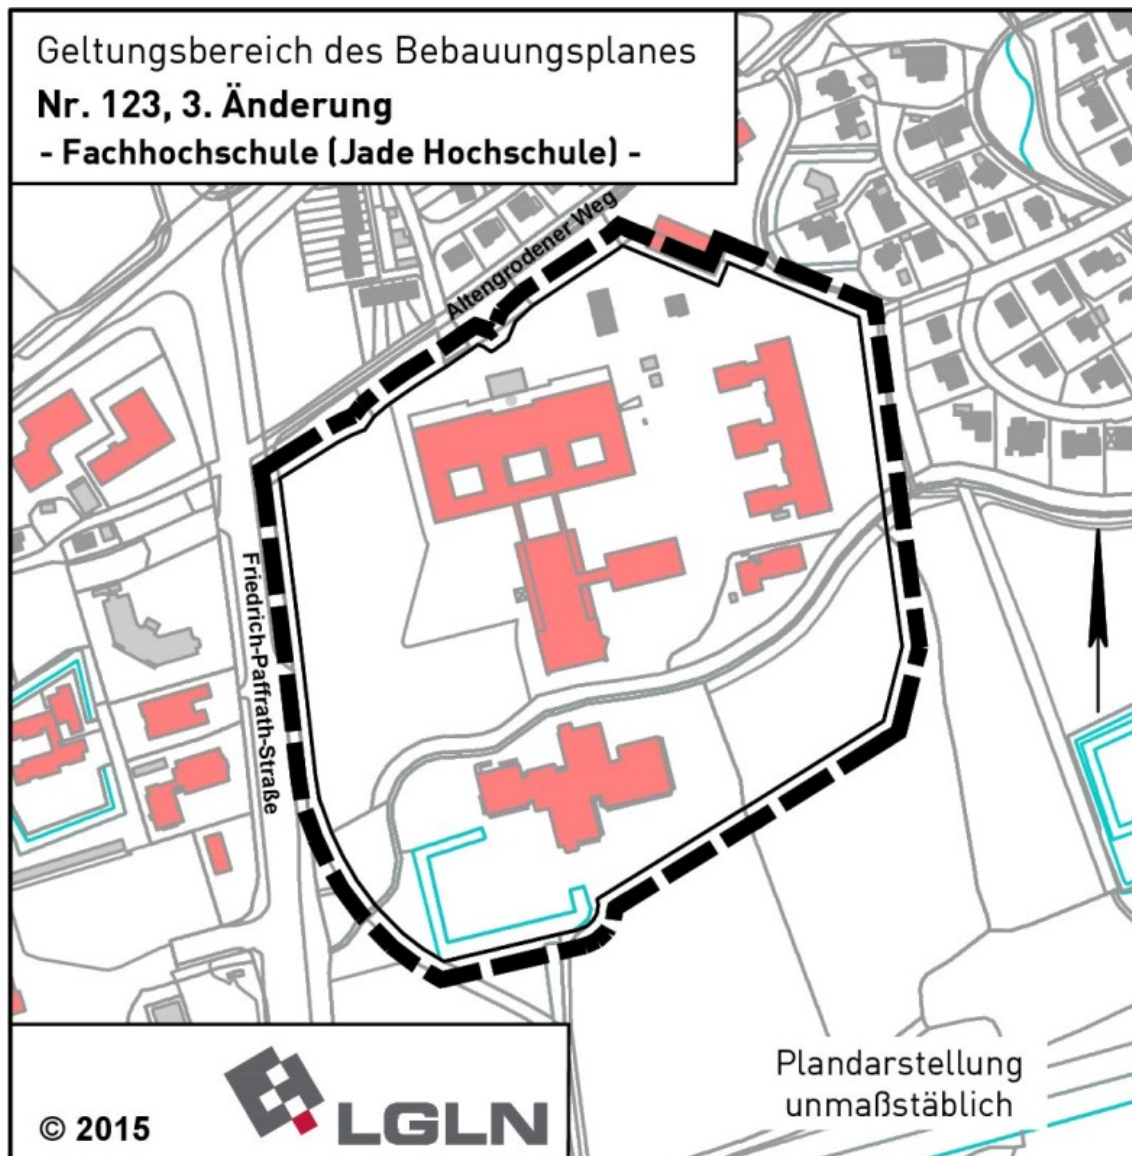 Geltungsbereich des Bebauungsplanes
Nr. 123, 3. Änderung
- Fachhochschule (Jade Hochschule) -
Altengrodener Weg
Friedrich-Paffrath-Straße
Plandarstellung
unmaßstäblich
© 2015
LGLN